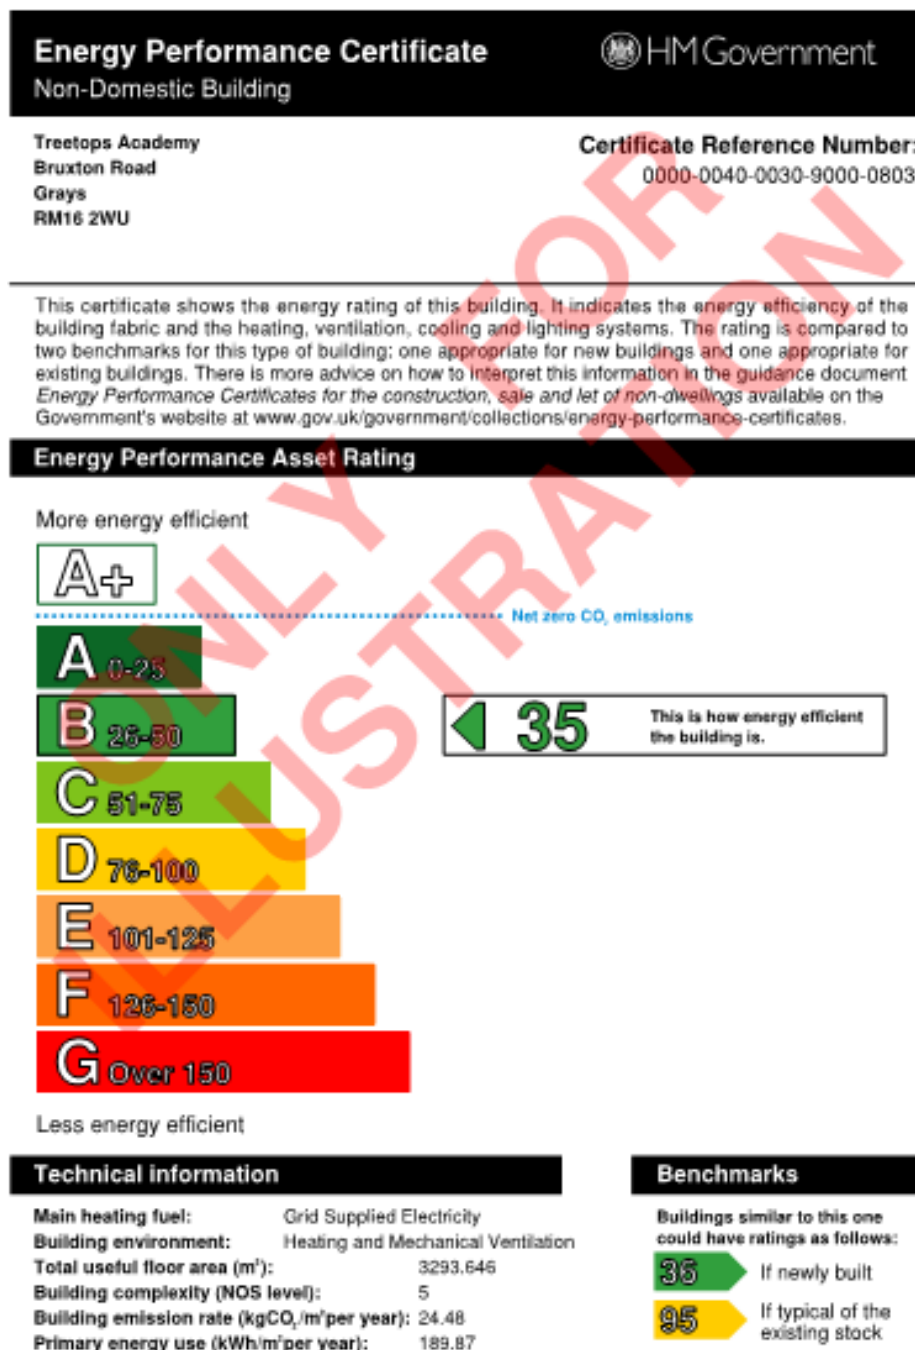 Energy Performance Certificate
HM Government
Non-Domestic Building
Treetops Academy
Bruxton Road
Grays
RM16 2WU
Certificate Reference Number:
0000-0040-0030-9000-0803
This certificate shows the energy rating of this building. It indicates the energy efficiency of the
building fabric and the heating, ventilation, cooling and lighting systems. The rating is compared to
two benchmarks for this type of building: one appropriate for new buildings and one appropriate for
existing buildings. There is more advice on how to interpret this information in the guidance document
Energy Performance Certificates for the construction, sale and let of non-dwellings available on the
Government's website at www.gov.uk/government/collections/energy-performance-certificates.
Energy Performance Asset Rating
More energy efficient
A+
Net zero CO₂ emissions
A 0-25
B 26-50
35
This is how energy efficient
the building is.
C 51-75
D 76-100
E 101-125
F 126-150
G Over 150
Less energy efficient
Technical information
Main heating fuel: Grid Supplied Electricity
Building environment: Heating and Mechanical Ventilation
Total useful floor area (m²): 3293.646
Building complexity (NOS level): 5
Building emission rate (kgCO₂/m²per year): 24.48
Primary energy use (kWh/m²per year): 189.87
Benchmarks
Buildings similar to this one
could have ratings as follows:
35 If newly built
95 If typical of the
existing stock
ONLY FOR
ILLUSTRATION